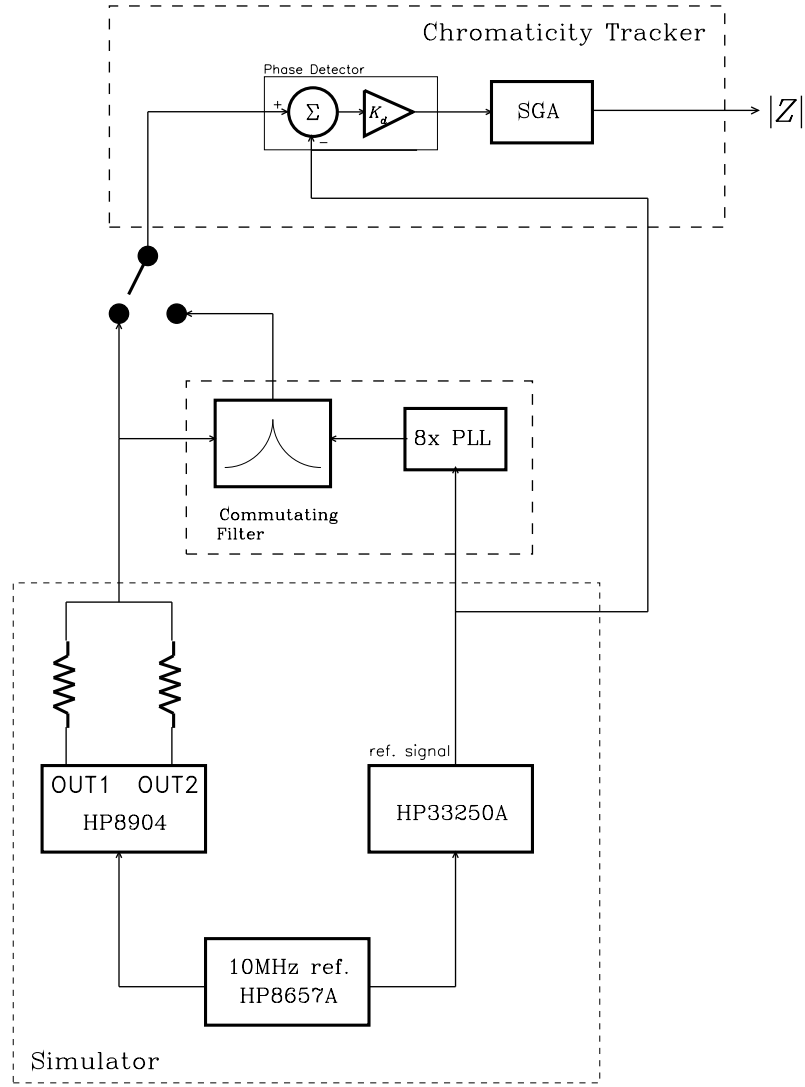 Chromaticity Tracker
Phase Detector
+
Σ
K_d
−
SGA
|Z|
8x PLL
Commutating
Filter
ref. signal
OUT1 OUT2
HP8904
HP33250A
10MHz ref.
HP8657A
Simulator